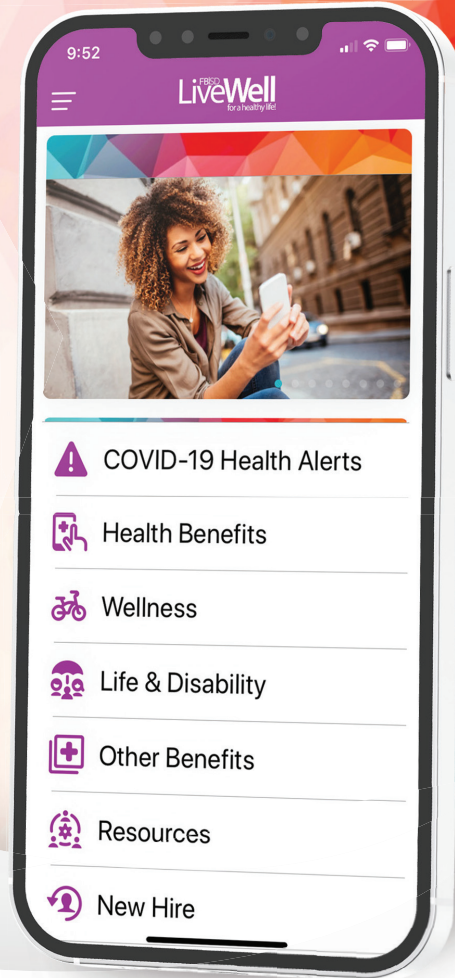 9:52
FBISD
LiveWell
for a healthy life!
COVID-19 Health Alerts
Health Benefits
Wellness
Life & Disability
Other Benefits
Resources
New Hire